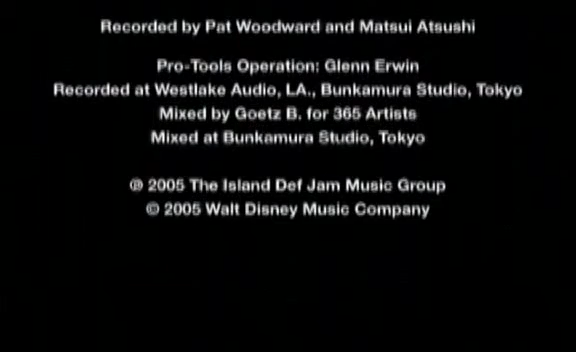 Recorded by Pat Woodward and Matsui Atsushi
Pro-Tools Operation: Glenn Erwin
Recorded at Westlake Audio, LA., Bunkamura Studio, Tokyo
Mixed by Goetz B. for 365 Artists
Mixed at Bunkamura Studio, Tokyo
℗ 2005 The Island Def Jam Music Group
© 2005 Walt Disney Music Company